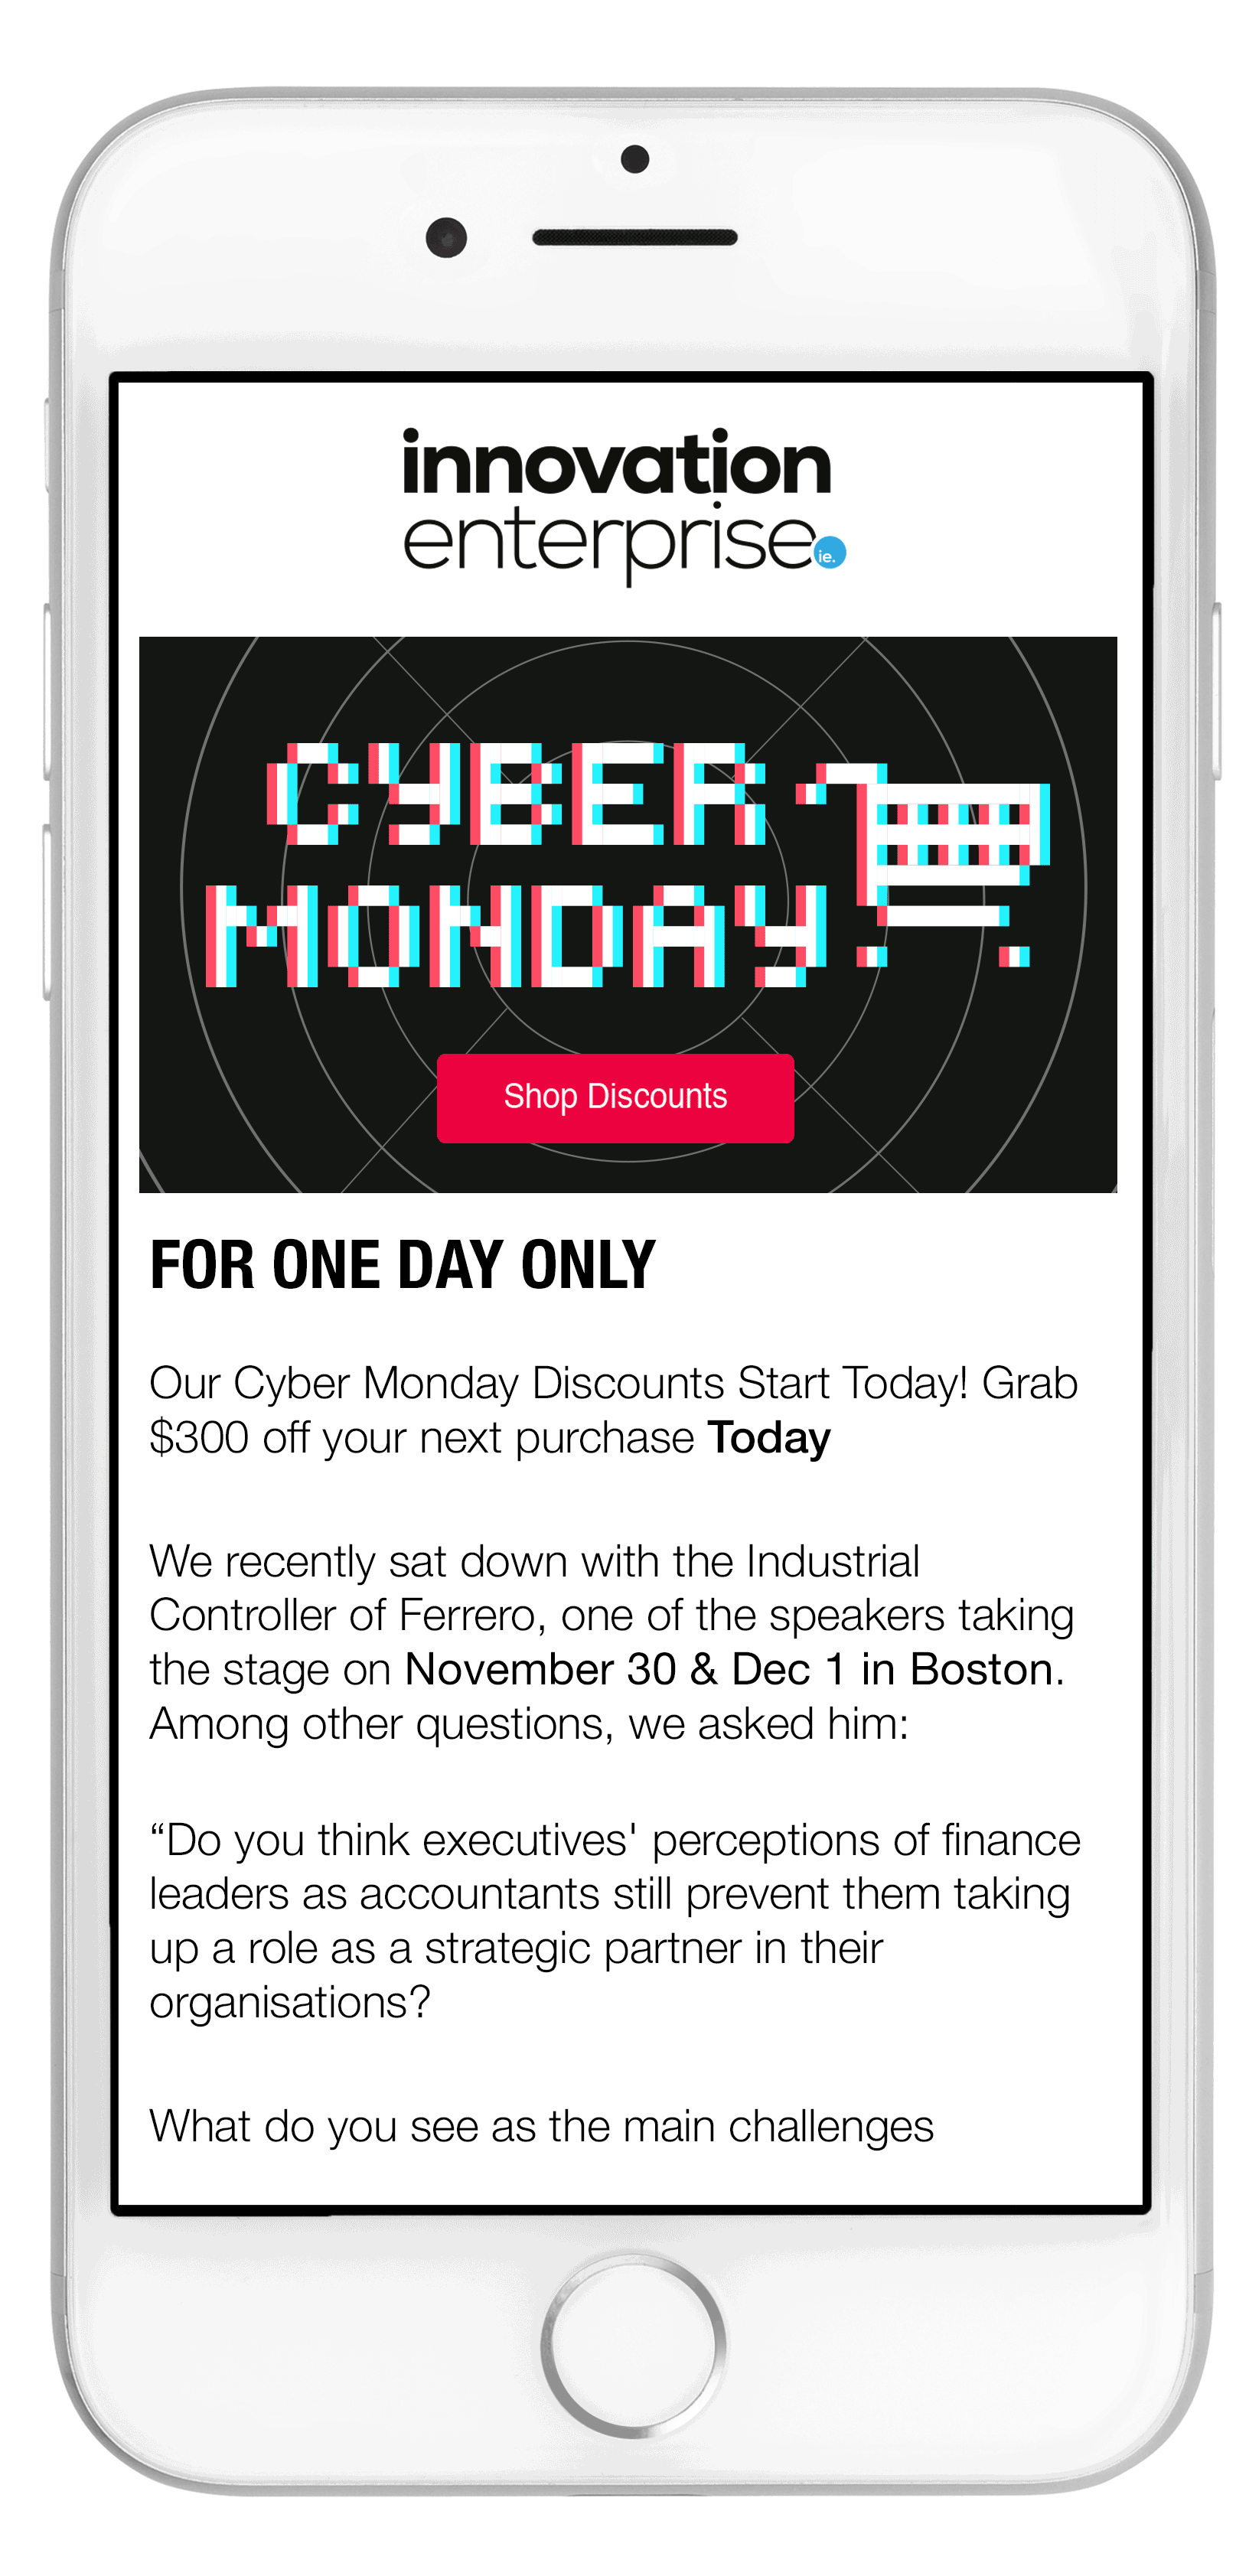 innovation
enterprise
ie.
CYBER
MONDAY
Shop Discounts
FOR ONE DAY ONLY
Our Cyber Monday Discounts Start Today! Grab
$300 off your next purchase Today
We recently sat down with the Industrial
Controller of Ferrero, one of the speakers taking
the stage on November 30 & Dec 1 in Boston.
Among other questions, we asked him:
“Do you think executives' perceptions of finance
leaders as accountants still prevent them taking
up a role as a strategic partner in their
organisations?
What do you see as the main challenges